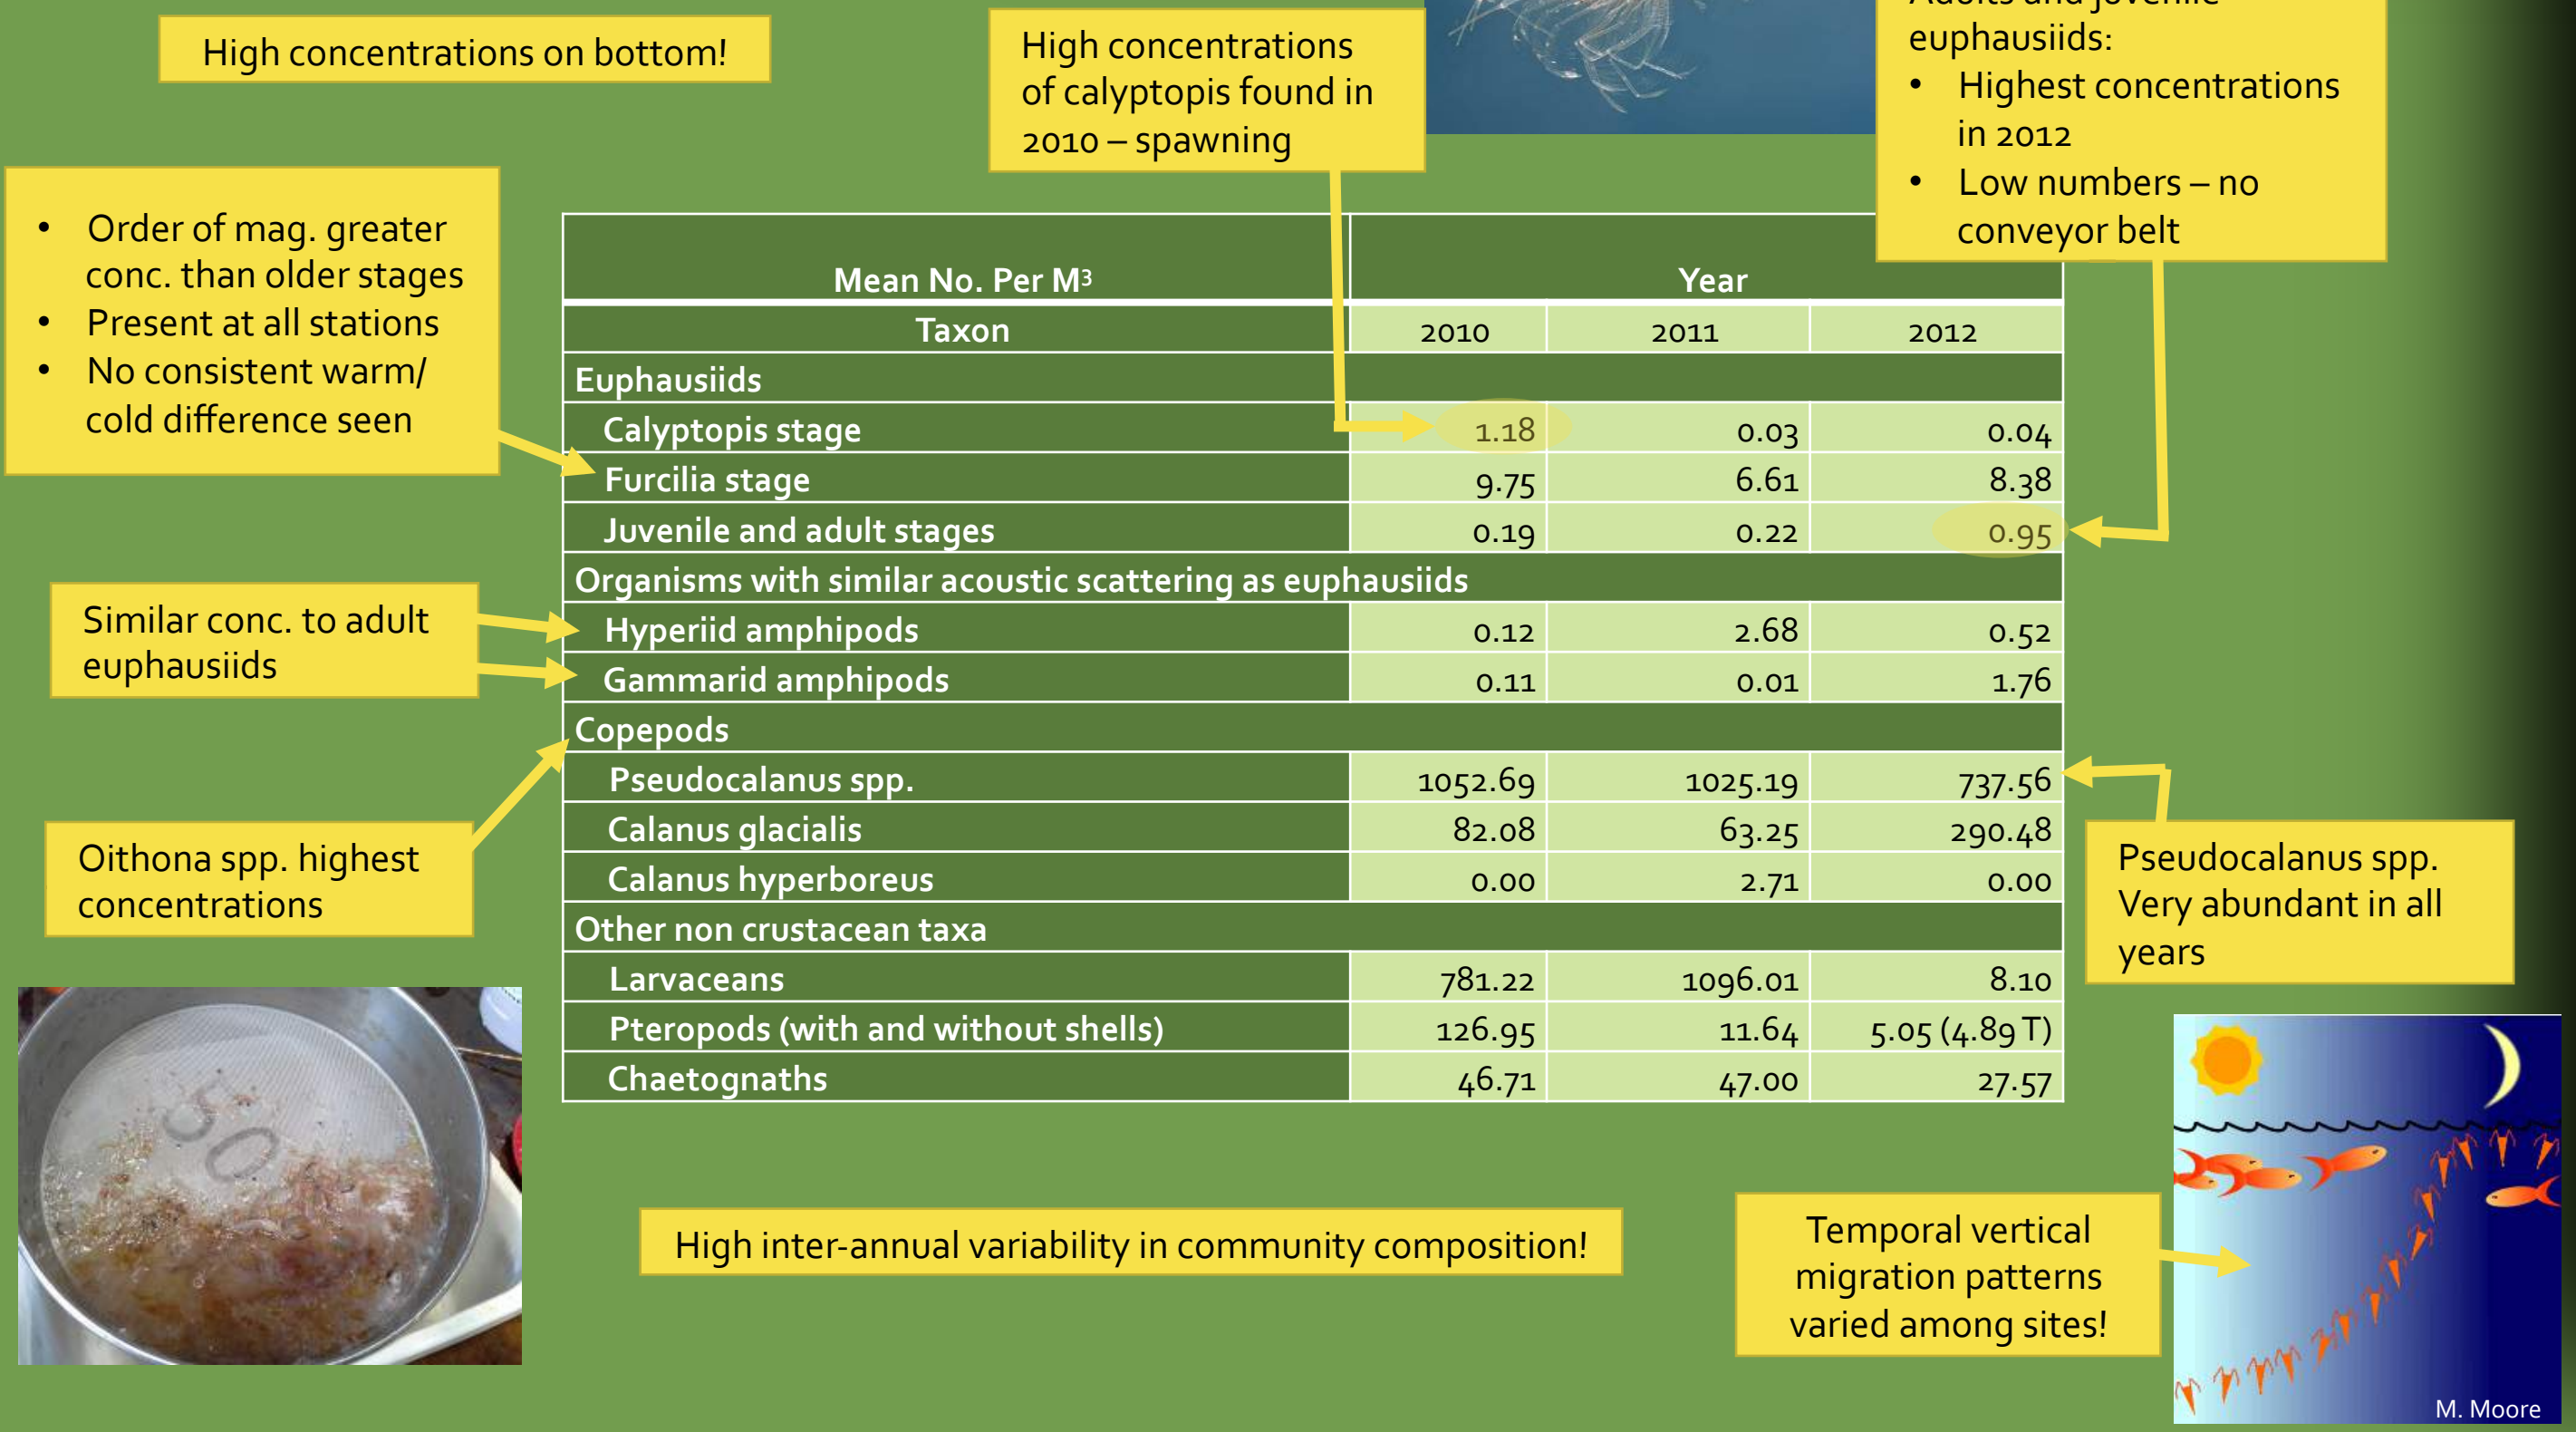 High concentrations on bottom!
High concentrations
of calyptopis found in
2010 – spawning
Adults and juvenile
euphausiids:
• Highest concentrations
in 2012
• Low numbers – no
conveyor belt
• Order of mag. greater
conc. than older stages
• Present at all stations
• No consistent warm/
cold difference seen
Mean No. Per M³ Year
Taxon 2010 2011 2012
Euphausiids
Calyptopis stage 1.18 0.03 0.04
Furcilia stage 9.75 6.61 8.38
Juvenile and adult stages 0.19 0.22 0.95
Organisms with similar acoustic scattering as euphausiids
Hyperiid amphipods 0.12 2.68 0.52
Gammarid amphipods 0.11 0.01 1.76
Copepods
Pseudocalanus spp. 1052.69 1025.19 737.56
Calanus glacialis 82.08 63.25 290.48
Calanus hyperboreus 0.00 2.71 0.00
Other non crustacean taxa
Larvaceans 781.22 1096.01 8.10
Pteropods (with and without shells) 126.95 11.64 5.05 (4.89 T)
Chaetognaths 46.71 47.00 27.57
Similar conc. to adult
euphausiids
Oithona spp. highest
concentrations
Pseudocalanus spp.
Very abundant in all
years
50
High inter-annual variability in community composition!
Temporal vertical
migration patterns
varied among sites!
M. Moore